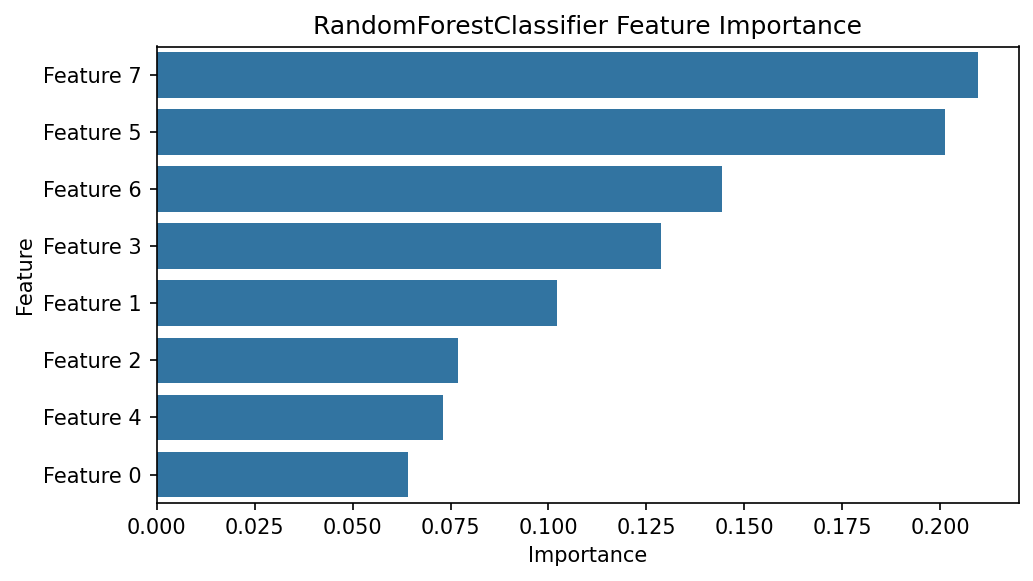 RandomForestClassifier Feature Importance
Feature
Feature 7
Feature 5
Feature 6
Feature 3
Feature 1
Feature 2
Feature 4
Feature 0
0.000 0.025 0.050 0.075 0.100 0.125 0.150 0.175 0.200
Importance